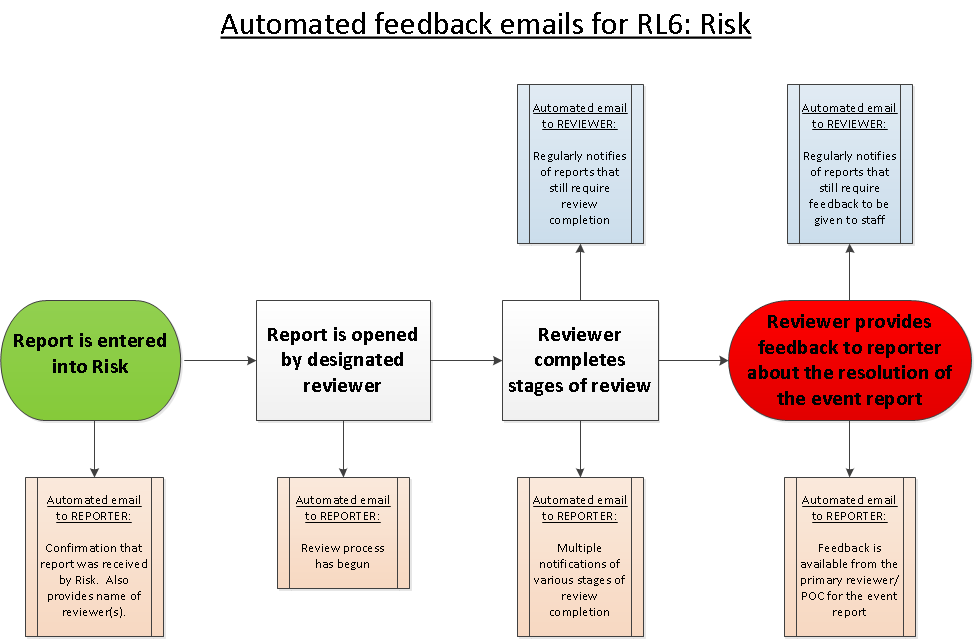 Automated feedback emails for RL6: Risk
Automated email
to REVIEWER:
Regularly notifies
of reports that
still require
review
completion
Automated email
to REVIEWER:
Regularly notifies
of reports that
still require
feedback to be
given to staff
Report is entered
into Risk
Report is opened
by designated
reviewer
Reviewer
completes
stages of review
Reviewer provides
feedback to reporter
about the resolution of
the event report
Automated email
to REPORTER:
Confirmation that
report was received
by Risk.  Also
provides name of
reviewer(s).
Automated email
to REPORTER:
Review process
has begun
Automated email
to REPORTER:
Multiple
notifications of
various stages of
review
completion
Automated email
to REPORTER:
Feedback is
available from the
primary reviewer/
POC for the event
report